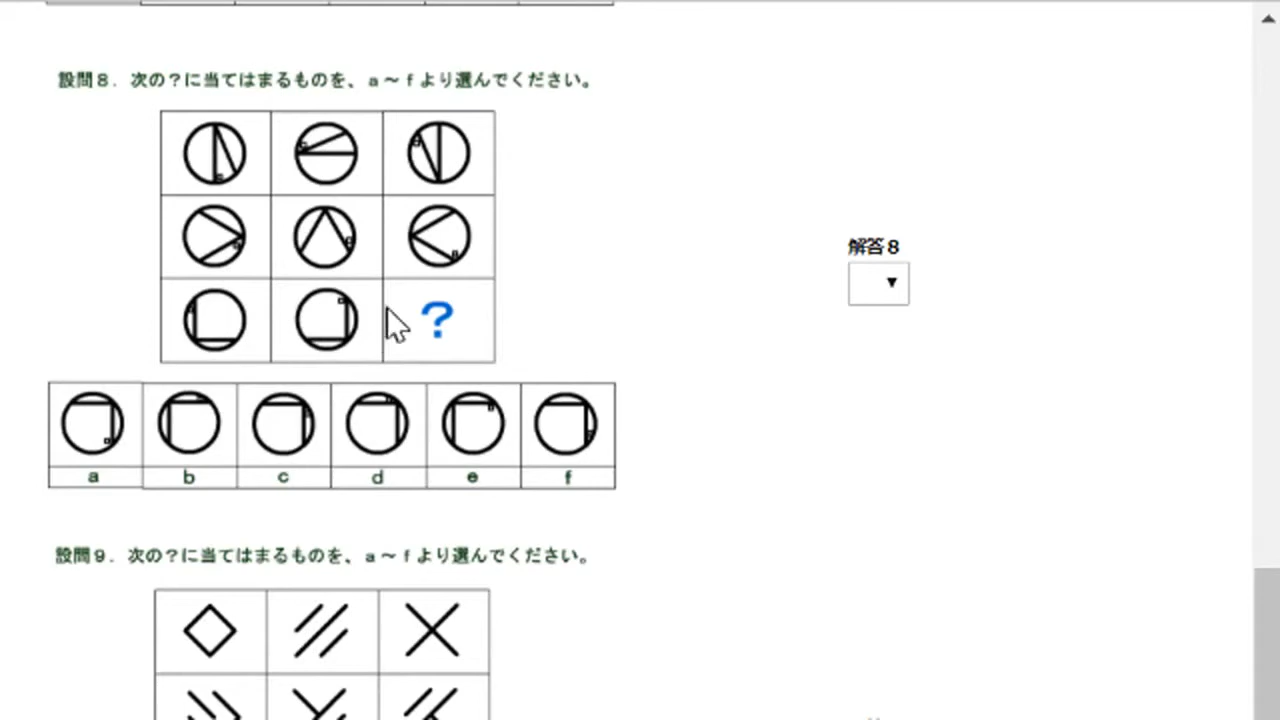 設問８．次の？に当てはまるものを、ａ～ｆより選んでください。
?
解答８
a b c d e f
設問９．次の？に当てはまるものを、ａ～ｆより選んでください。